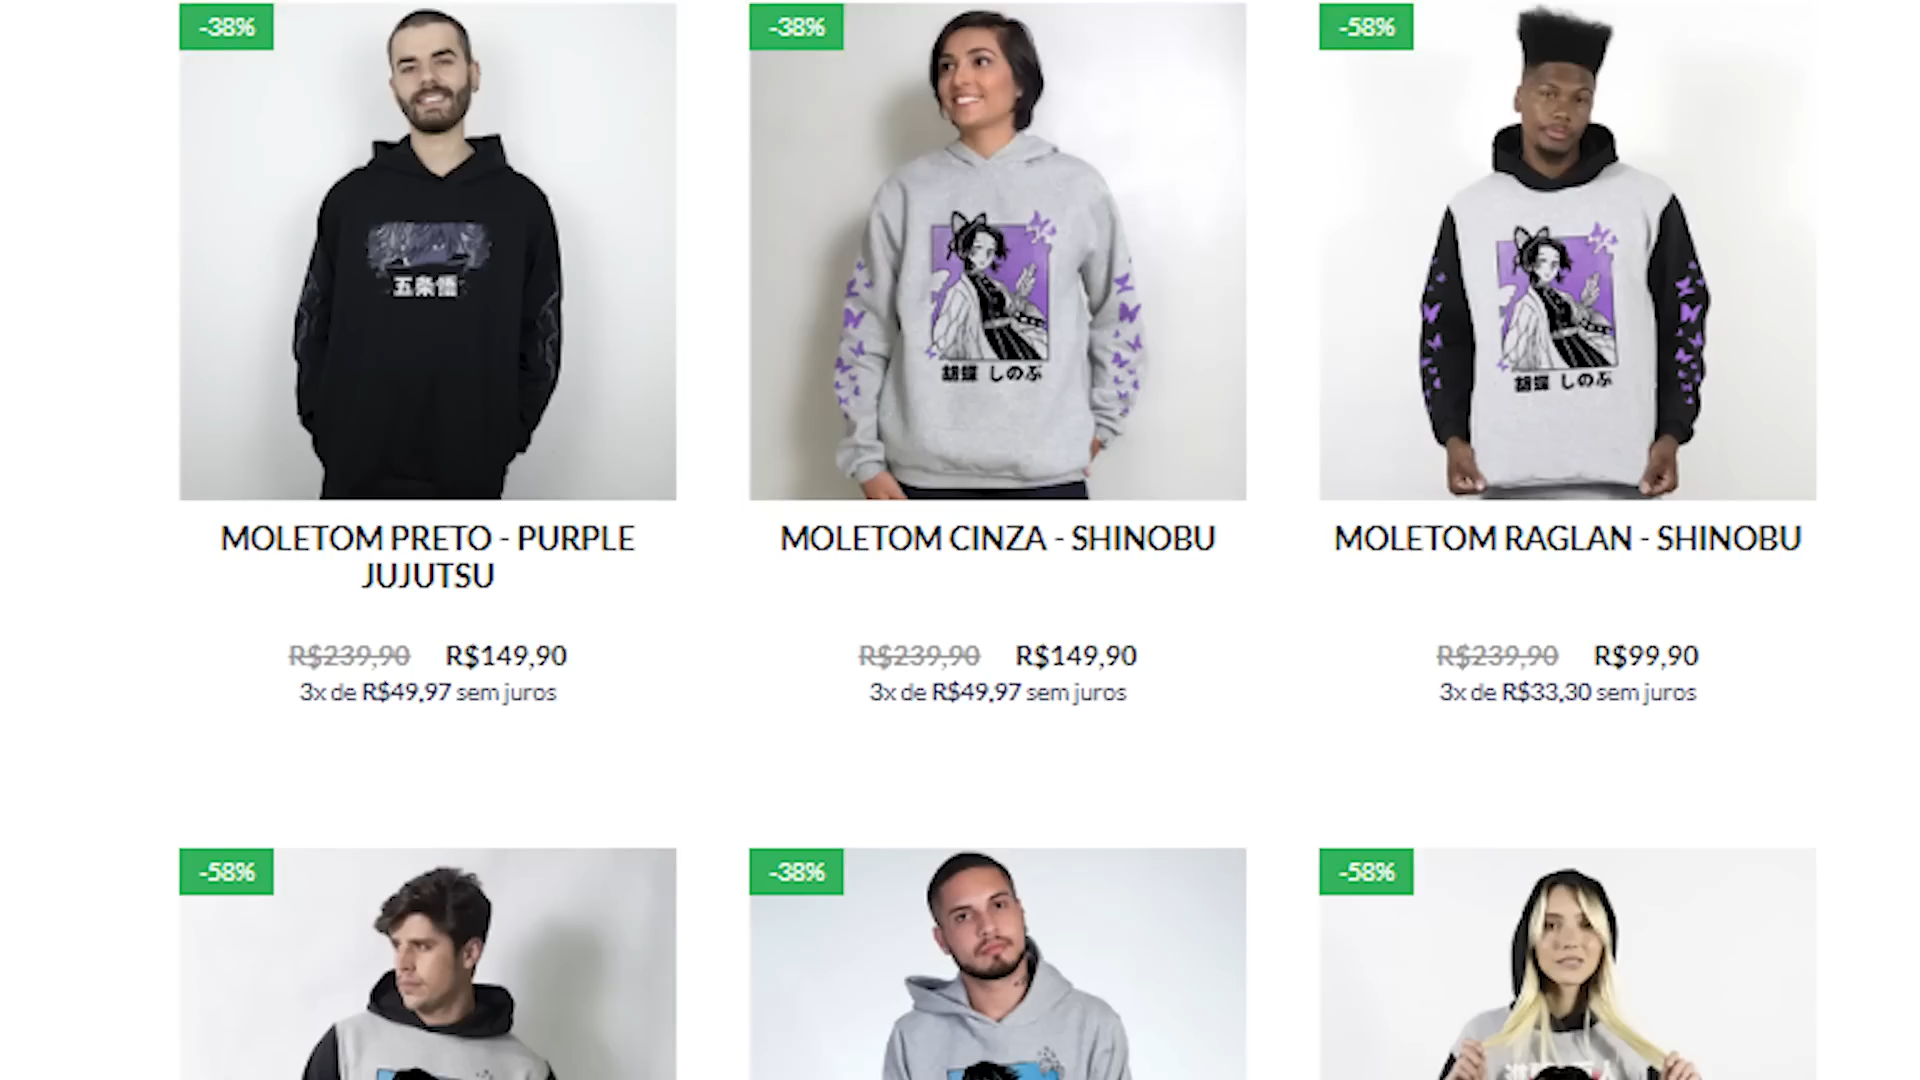 -38%
-38%
-58%
五条悟
胡蝶 しのぶ
胡蝶 しのぶ
MOLETOM PRETO - PURPLE
JUJUTSU
MOLETOM CINZA - SHINOBU
MOLETOM RAGLAN - SHINOBU
R$239,90 R$149,90
3x de R$49,97 sem juros
R$239,90 R$149,90
3x de R$49,97 sem juros
R$239,90 R$99,90
3x de R$33,30 sem juros
-58%
-38%
-58%